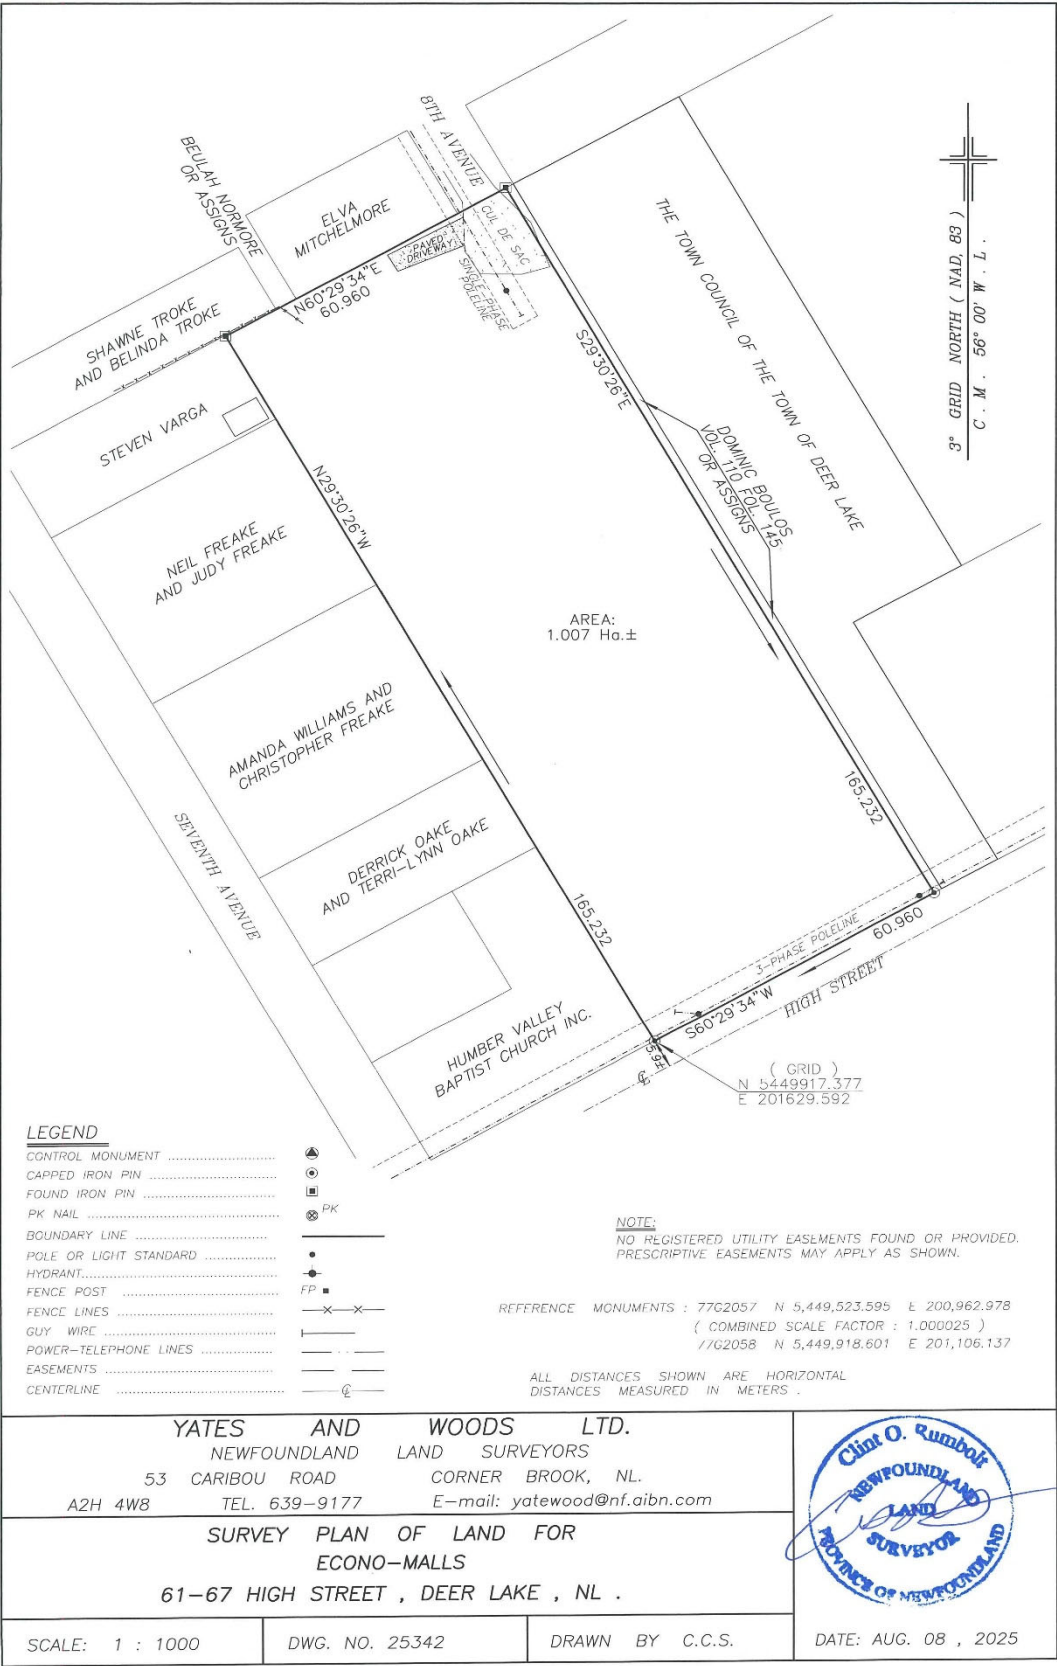 8TH AVENUE
BEULAH NORMORE
OR ASSIGNS
ELVA
MITCHELMORE
CUL DE SAC
PAVED
DRIVEWAY
SINGLE-PHASE
POLELINE
N60°29'34"E
60.960
SHAWNE TROKE
AND BELINDA TROKE
STEVEN VARGA
THE TOWN COUNCIL OF THE TOWN OF DEER LAKE
3° GRID NORTH ( NAD, 83 )
C . M . 56° 00' W . L .
S29°30'26"E
DOMINIC BOULOS
VOL. 110 FOL. 145
OR ASSIGNS
N29°30'26"W
NEIL FREAKE
AND JUDY FREAKE
AREA:
1.007 Ha.±
AMANDA WILLIAMS AND
CHRISTOPHER FREAKE
165.232
SEVENTH AVENUE
DERRICK OAKE
AND TERRI-LYNN OAKE
165.232
3-PHASE POLELINE
60.960
S60°29'34"W
HIGH STREET
HUMBER VALLEY
BAPTIST CHURCH INC.
℄
( GRID )
N 5449917.377
E 201629.592
LEGEND
CONTROL MONUMENT
CAPPED IRON PIN
FOUND IRON PIN
PK NAIL PK
BOUNDARY LINE
POLE OR LIGHT STANDARD
HYDRANT
FENCE POST FP
FENCE LINES
GUY WIRE
POWER-TELEPHONE LINES
EASEMENTS
CENTERLINE ℄
NOTE:
NO REGISTERED UTILITY EASEMENTS FOUND OR PROVIDED.
PRESCRIPTIVE EASEMENTS MAY APPLY AS SHOWN.
REFERENCE MONUMENTS : 77G2057 N 5,449,523.595 E 200,962.978
( COMBINED SCALE FACTOR : 1.000025 )
77G2058 N 5,449,918.601 E 201,106.137
ALL DISTANCES SHOWN ARE HORIZONTAL
DISTANCES MEASURED IN METERS .
YATES AND WOODS LTD.
NEWFOUNDLAND LAND SURVEYORS
53 CARIBOU ROAD CORNER BROOK, NL.
A2H 4W8 TEL. 639-9177 E-mail: yatewood@nf.aibn.com
SURVEY PLAN OF LAND FOR
ECONO-MALLS
61-67 HIGH STREET , DEER LAKE , NL .
SCALE: 1 : 1000
DWG. NO. 25342
DRAWN BY C.C.S.
Clint O. Rumbolt
NEWFOUNDLAND
LAND
SURVEYOR
PROVINCE OF NEWFOUNDLAND
DATE: AUG. 08 , 2025